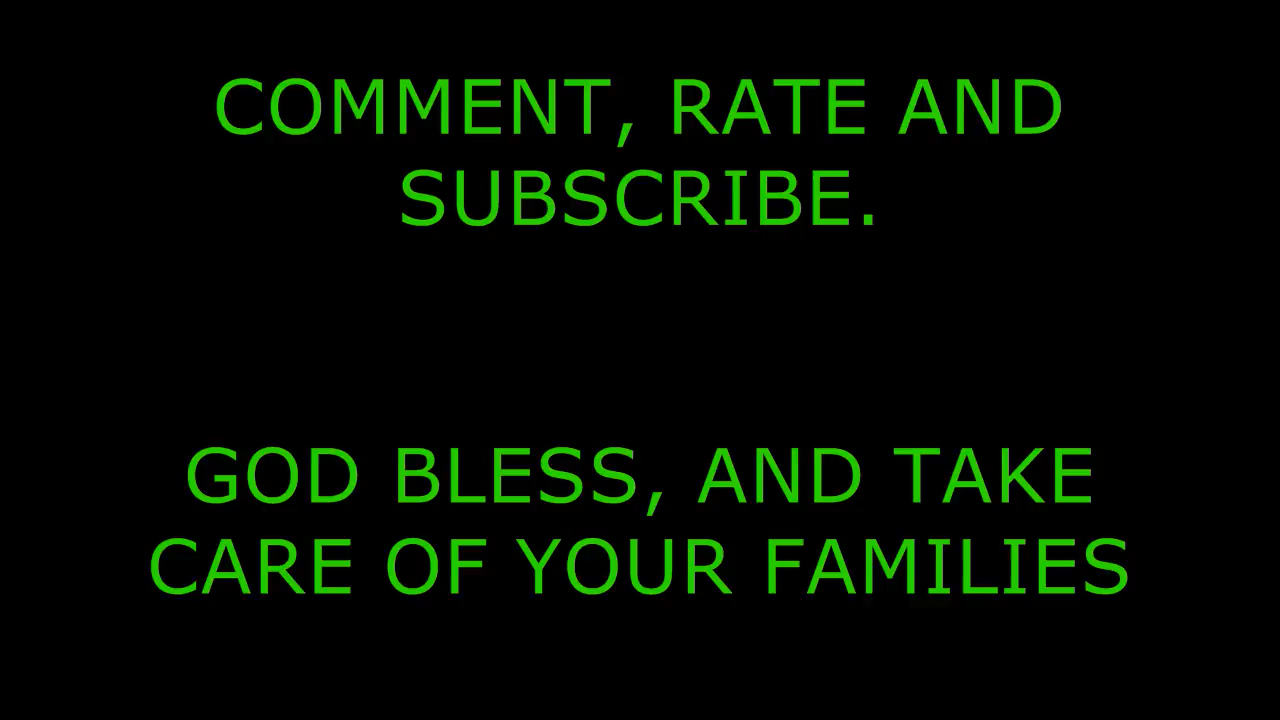 COMMENT, RATE AND
SUBSCRIBE.
GOD BLESS, AND TAKE
CARE OF YOUR FAMILIES